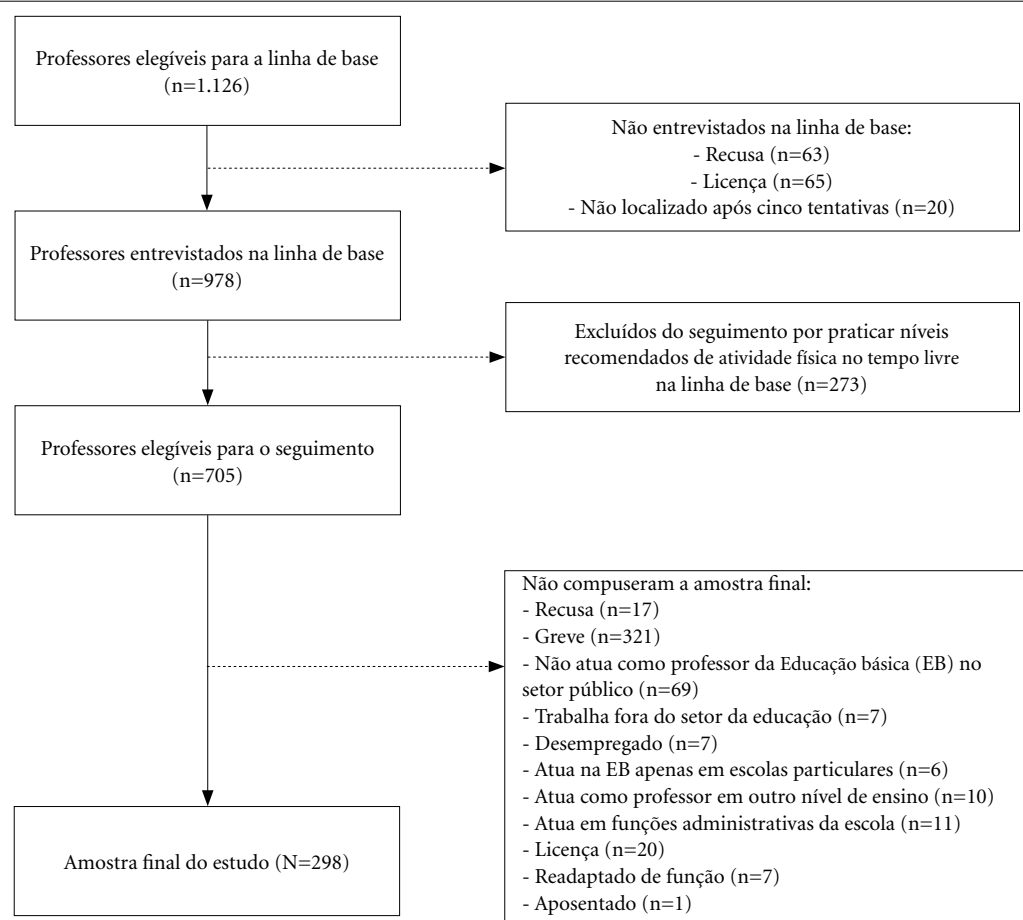 Professores elegíveis para a linha de base
(n=1.126)
Não entrevistados na linha de base:
- Recusa (n=63)
- Licença (n=65)
- Não localizado após cinco tentativas (n=20)
Professores entrevistados na linha de base
(n=978)
Excluídos do seguimento por praticar níveis
recomendados de atividade física no tempo livre
na linha de base (n=273)
Professores elegíveis para o seguimento
(n=705)
Não compuseram a amostra final:
- Recusa (n=17)
- Greve (n=321)
- Não atua como professor da Educação básica (EB) no
setor público (n=69)
- Trabalha fora do setor da educação (n=7)
- Desempregado (n=7)
- Atua na EB apenas em escolas particulares (n=6)
- Atua como professor em outro nível de ensino (n=10)
- Atua em funções administrativas da escola (n=11)
- Licença (n=20)
- Readaptado de função (n=7)
- Aposentado (n=1)
Amostra final do estudo (N=298)